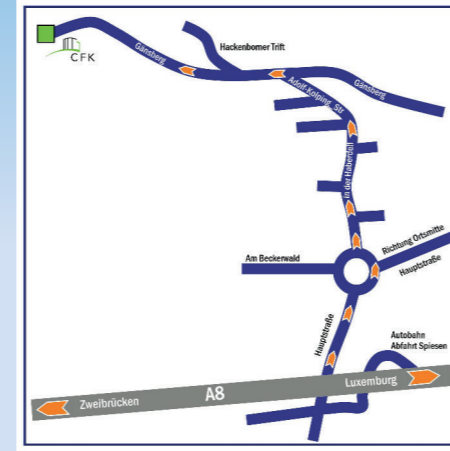 CFK
Gänsberg
Hackenborner Trift
Adolf-Kolping. Str
Gänsberg
In der Haberdell
Am Beckerwald
Richtung Ortsmitte
Hauptstraße
Hauptstraße
Autobahn
Abfahrt Spiesen
Zweibrücken
A8
Luxemburg